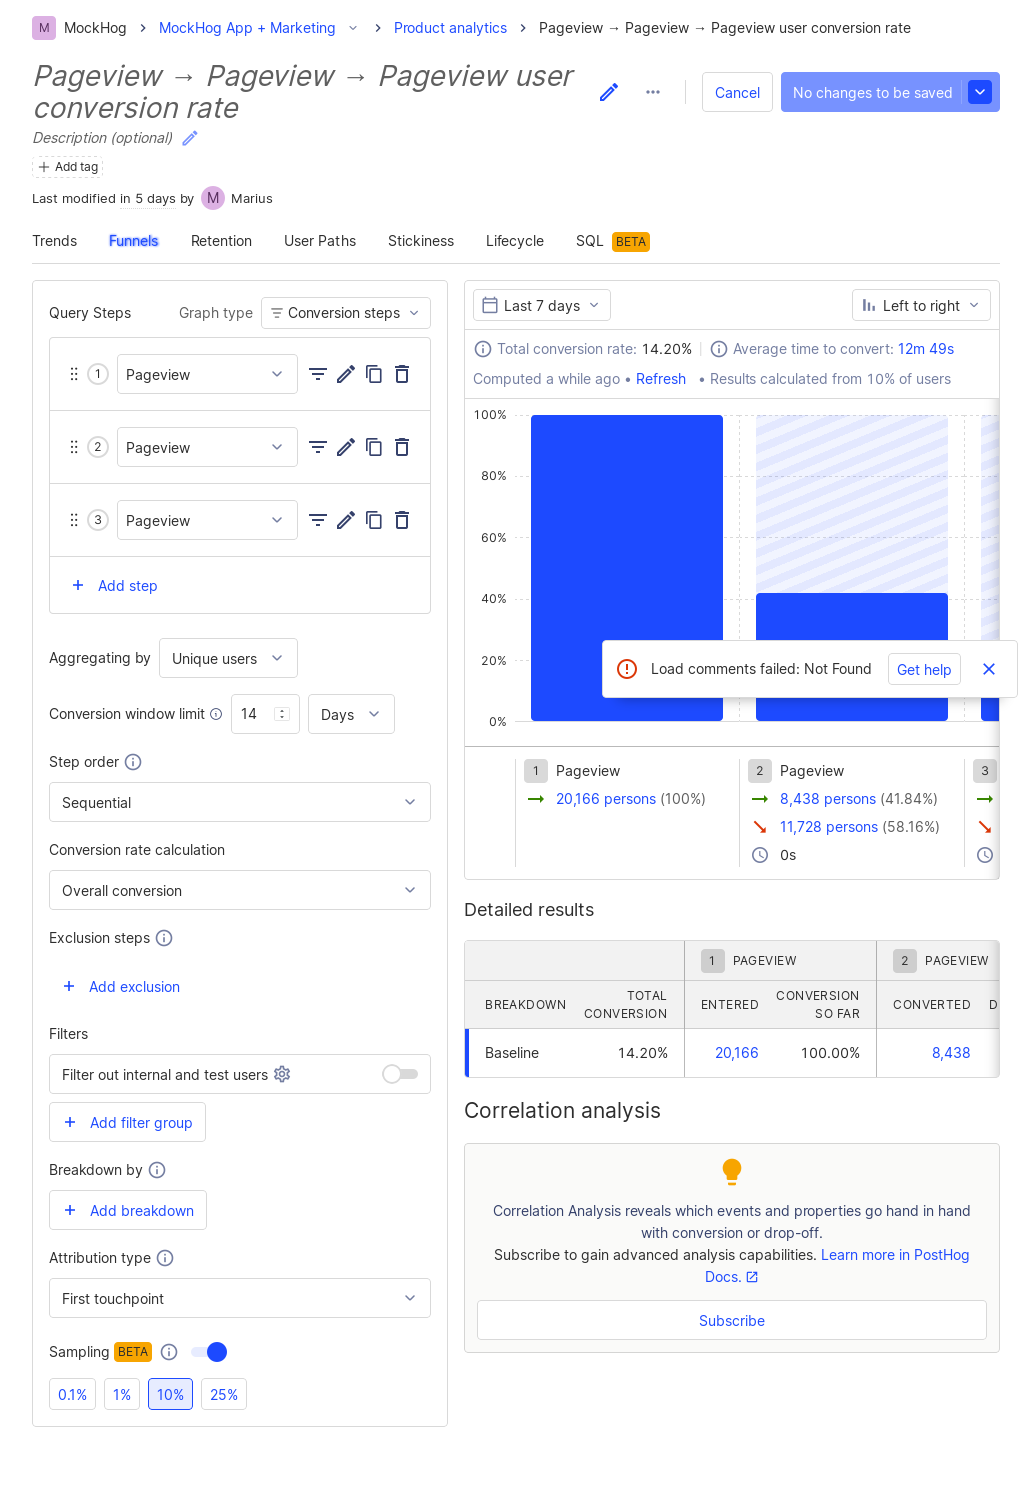 M MockHog > MockHog App + Marketing > Product analytics > Pageview → Pageview → Pageview user conversion rate
Pageview → Pageview → Pageview user
conversion rate
Cancel
No changes to be saved
Description (optional)
Add tag
Last modified in 5 days by M Marius
Trends Funnels Retention User Paths Stickiness Lifecycle SQL BETA
Query Steps Graph type Conversion steps
1 Pageview
2 Pageview
3 Pageview
Add step
Aggregating by Unique users
Conversion window limit 14 Days
Step order
Sequential
Conversion rate calculation
Overall conversion
Exclusion steps
Add exclusion
Filters
Filter out internal and test users
Add filter group
Breakdown by
Add breakdown
Attribution type
First touchpoint
Sampling BETA
0.1% 1% 10% 25%
Last 7 days Left to right
Total conversion rate: 14.20% Average time to convert: 12m 49s
Computed a while ago • Refresh • Results calculated from 10% of users
100%
80%
60%
40%
20%
0%
Load comments failed: Not Found Get help
1 Pageview
20,166 persons (100%)
2 Pageview
8,438 persons (41.84%)
11,728 persons (58.16%)
0s
3
Detailed results
1 PAGEVIEW 2 PAGEVIEW
BREAKDOWN TOTAL CONVERSION ENTERED CONVERSION SO FAR CONVERTED D
Baseline 14.20% 20,166 100.00% 8,438
Correlation analysis
Correlation Analysis reveals which events and properties go hand in hand
with conversion or drop-off.
Subscribe to gain advanced analysis capabilities. Learn more in PostHog
Docs.
Subscribe